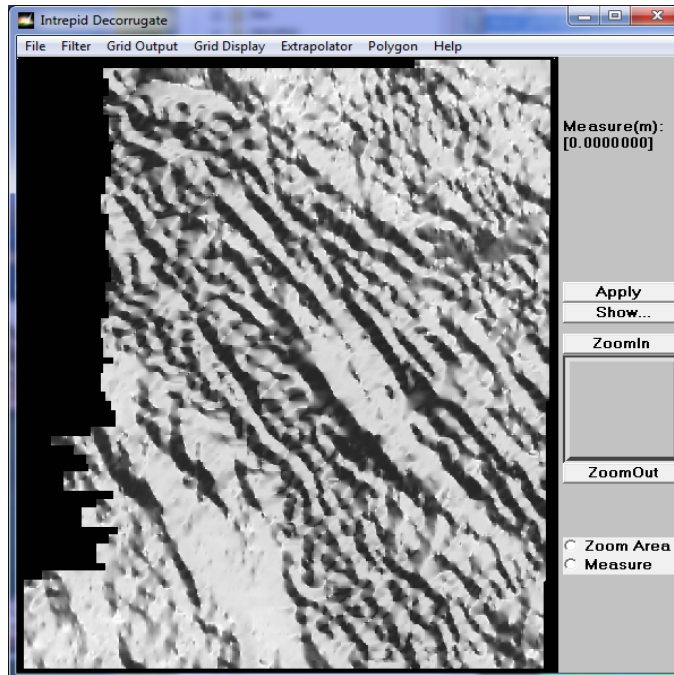 Intrepid Decorrugate
File Filter Grid Output Grid Display Extrapolator Polygon Help
Measure(m):
[0.0000000]
Apply
Show...
ZoomIn
ZoomOut
Zoom Area
Measure